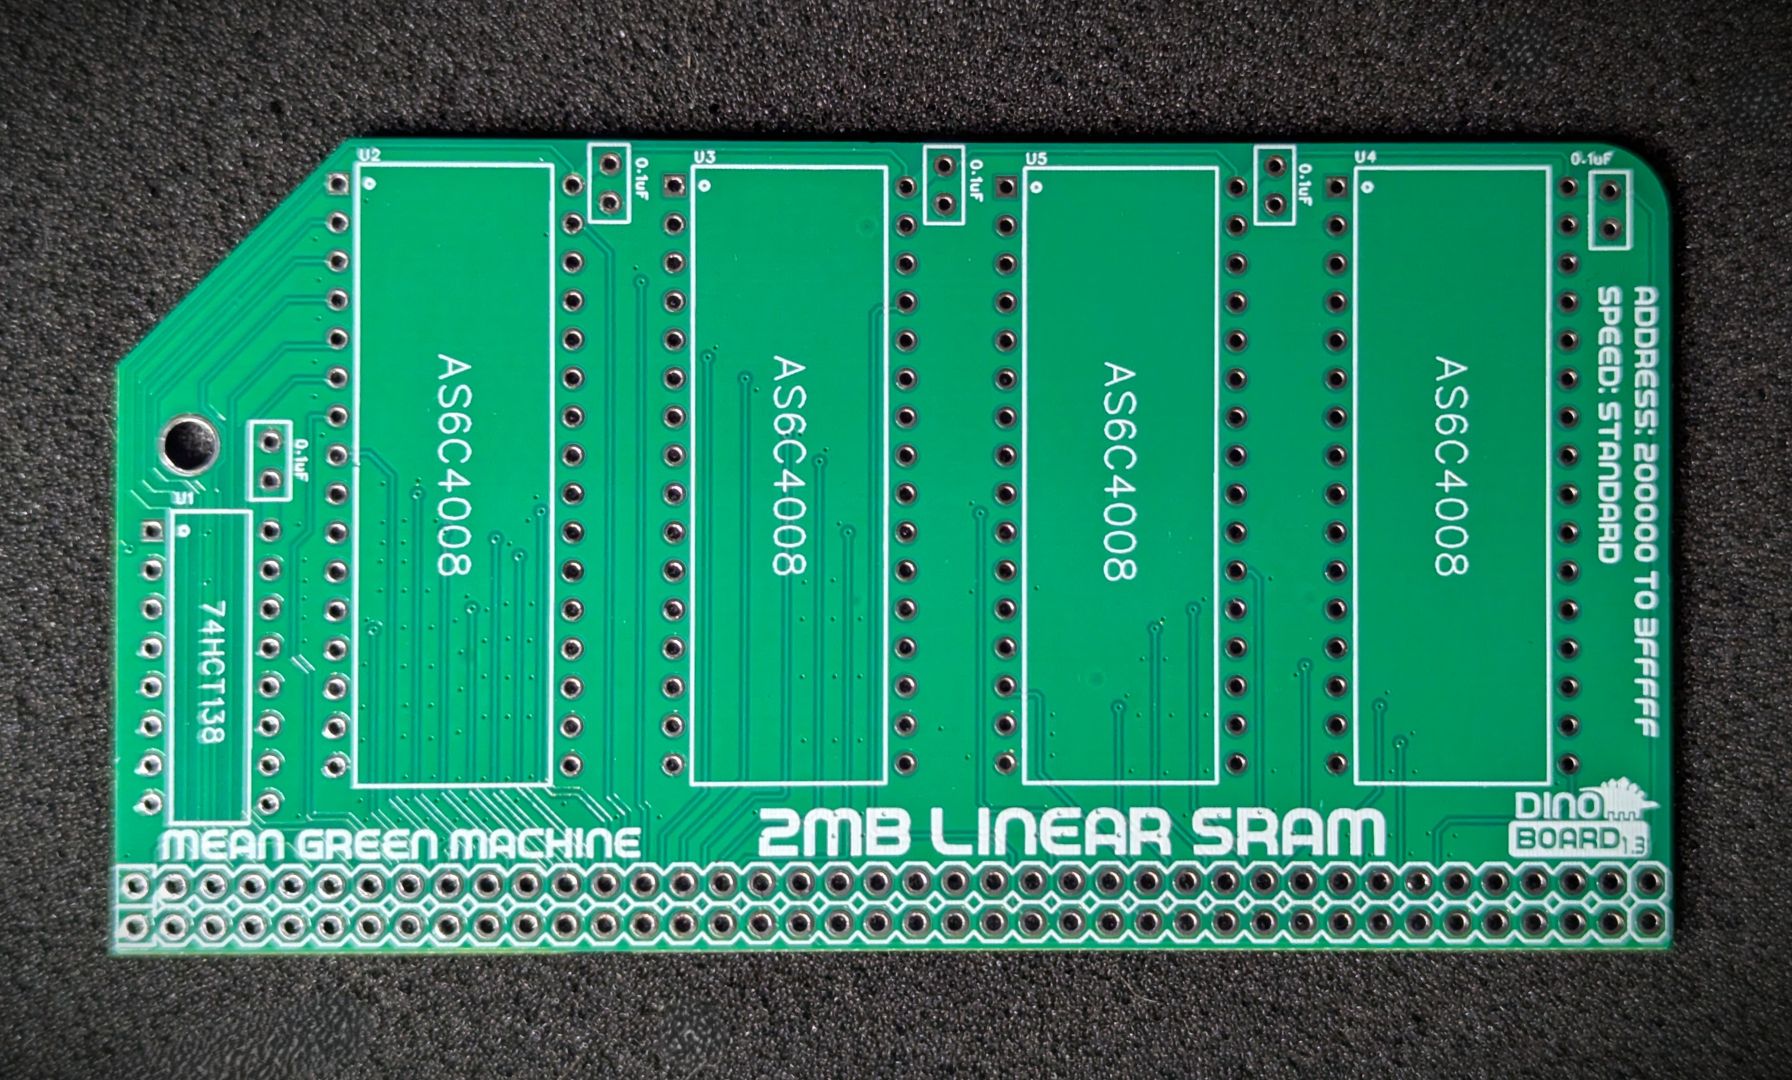 U2
0.1uF
U3
0.1uF
U5
0.1uF
U4
0.1uF
ADDRESS: 200000 TO 3FFFFF
SPEED: STANDARD
AS6C4008
AS6C4008
AS6C4008
AS6C4008
0.1uF
U1
74HCT138
MEAN GREEN MACHINE
2MB LINEAR SRAM
DINO
BOARD 1.3